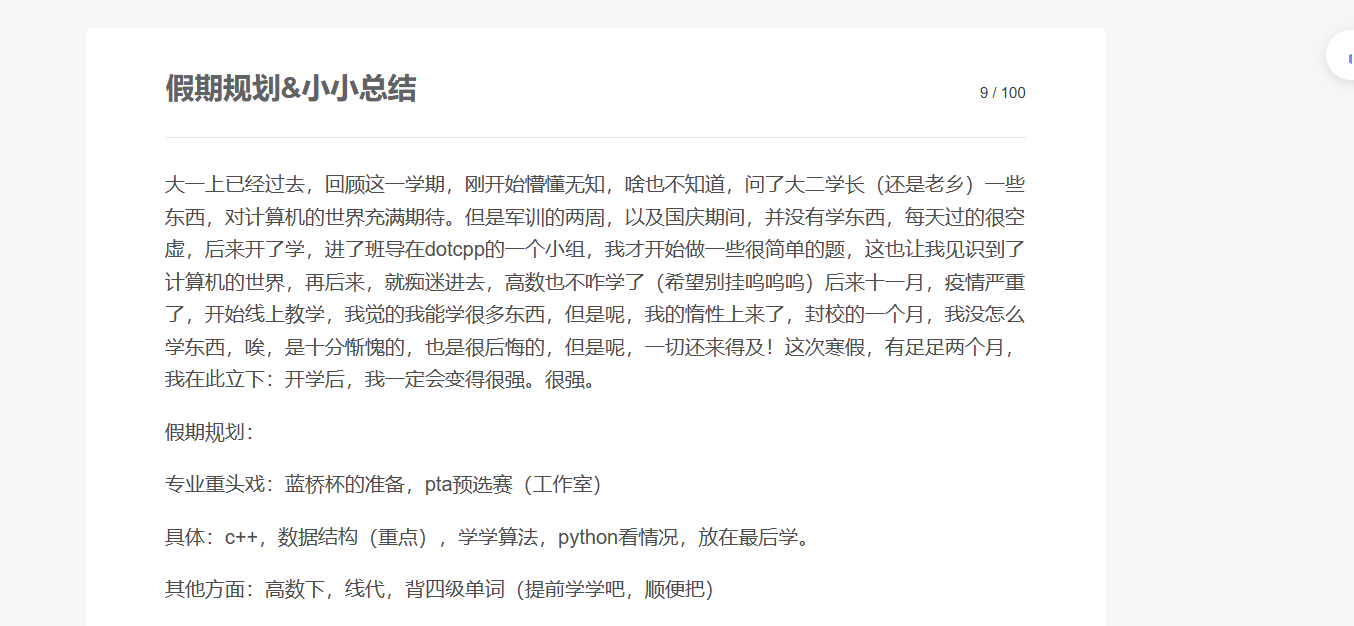 假期规划&小小总结
9 / 100
大一上已经过去，回顾这一学期，刚开始懵懂无知，啥也不知道，问了大二学长（还是老乡）一些
东西，对计算机的世界充满期待。但是军训的两周，以及国庆期间，并没有学东西，每天过的很空
虚，后来开了学，进了班导在dotcpp的一个小组，我才开始做一些很简单的题，这也让我见识到了
计算机的世界，再后来，就痴迷进去，高数也不咋学了（希望别挂呜呜呜）后来十一月，疫情严重
了，开始线上教学，我觉的我能学很多东西，但是呢，我的惰性上来了，封校的一个月，我没怎么
学东西，唉，是十分惭愧的，也是很后悔的，但是呢，一切还来得及！这次寒假，有足足两个月，
我在此立下：开学后，我一定会变得很强。很强。
假期规划：
专业重头戏：蓝桥杯的准备，pta预选赛（工作室）
具体：c++，数据结构（重点），学学算法，python看情况，放在最后学。
其他方面：高数下，线代，背四级单词（提前学学吧，顺便把）